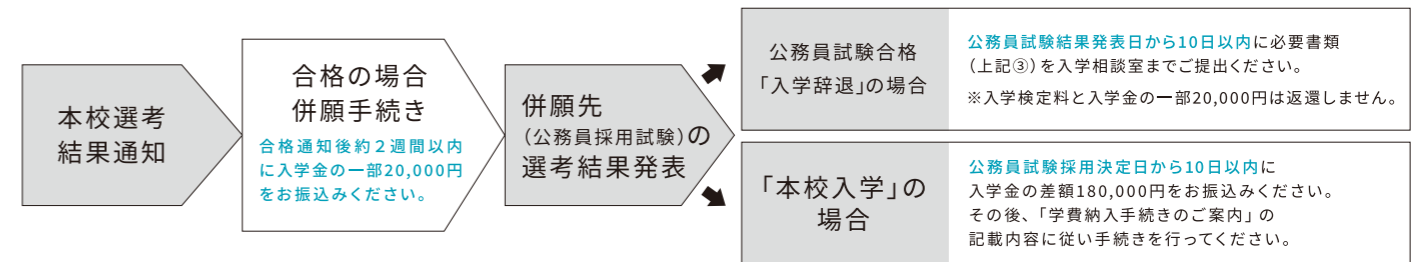 本校選考
結果通知
合格の場合
併願手続き
合格通知後約２週間以内
に入学金の一部20,000円
をお振込みください。
併願先
（公務員採用試験）の
選考結果発表
公務員試験合格
「入学辞退」の場合
公務員試験結果発表日から10日以内に必要書類
（上記③）を入学相談室までご提出ください。
※入学検定料と入学金の一部20,000円は返還しません。
「本校入学」の
場合
公務員試験採用決定日から10日以内に
入学金の差額180,000円をお振込みください。
その後、「学費納入手続きのご案内」の
記載内容に従い手続きを行ってください。